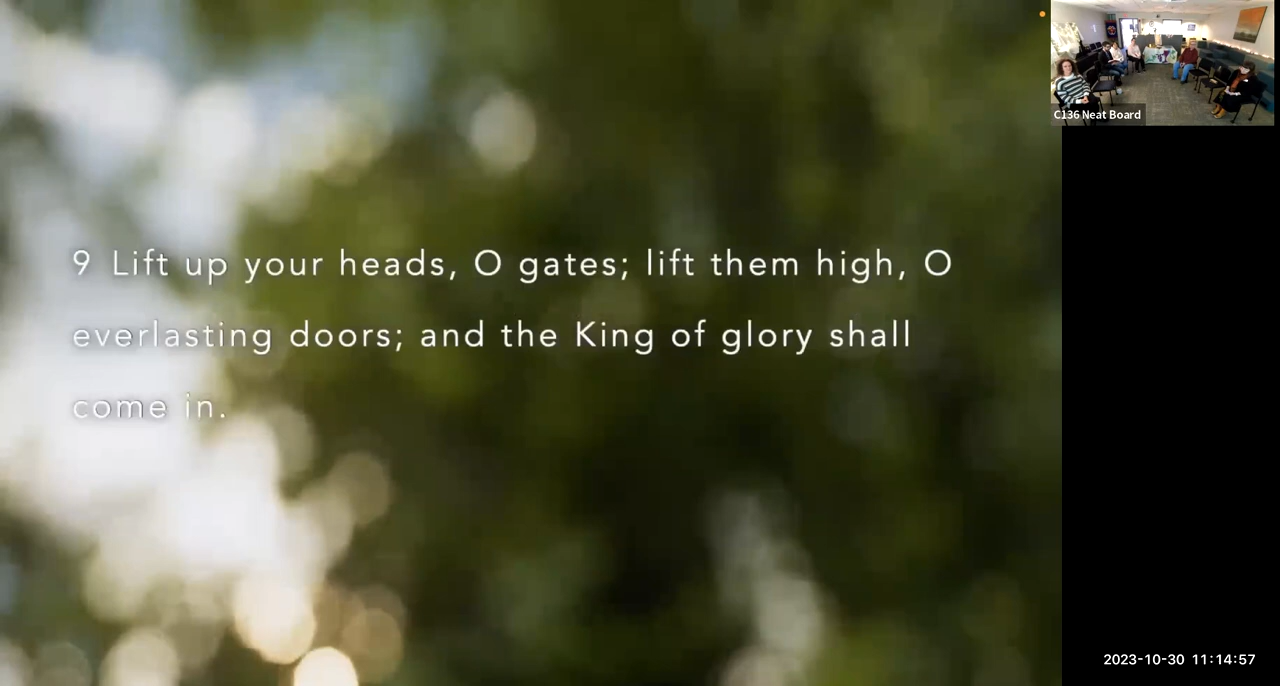 9 Lift up your heads, O gates; lift them high, O
everlasting doors; and the King of glory shall
come in.
C136 Neat Board
2023-10-30 11:14:57